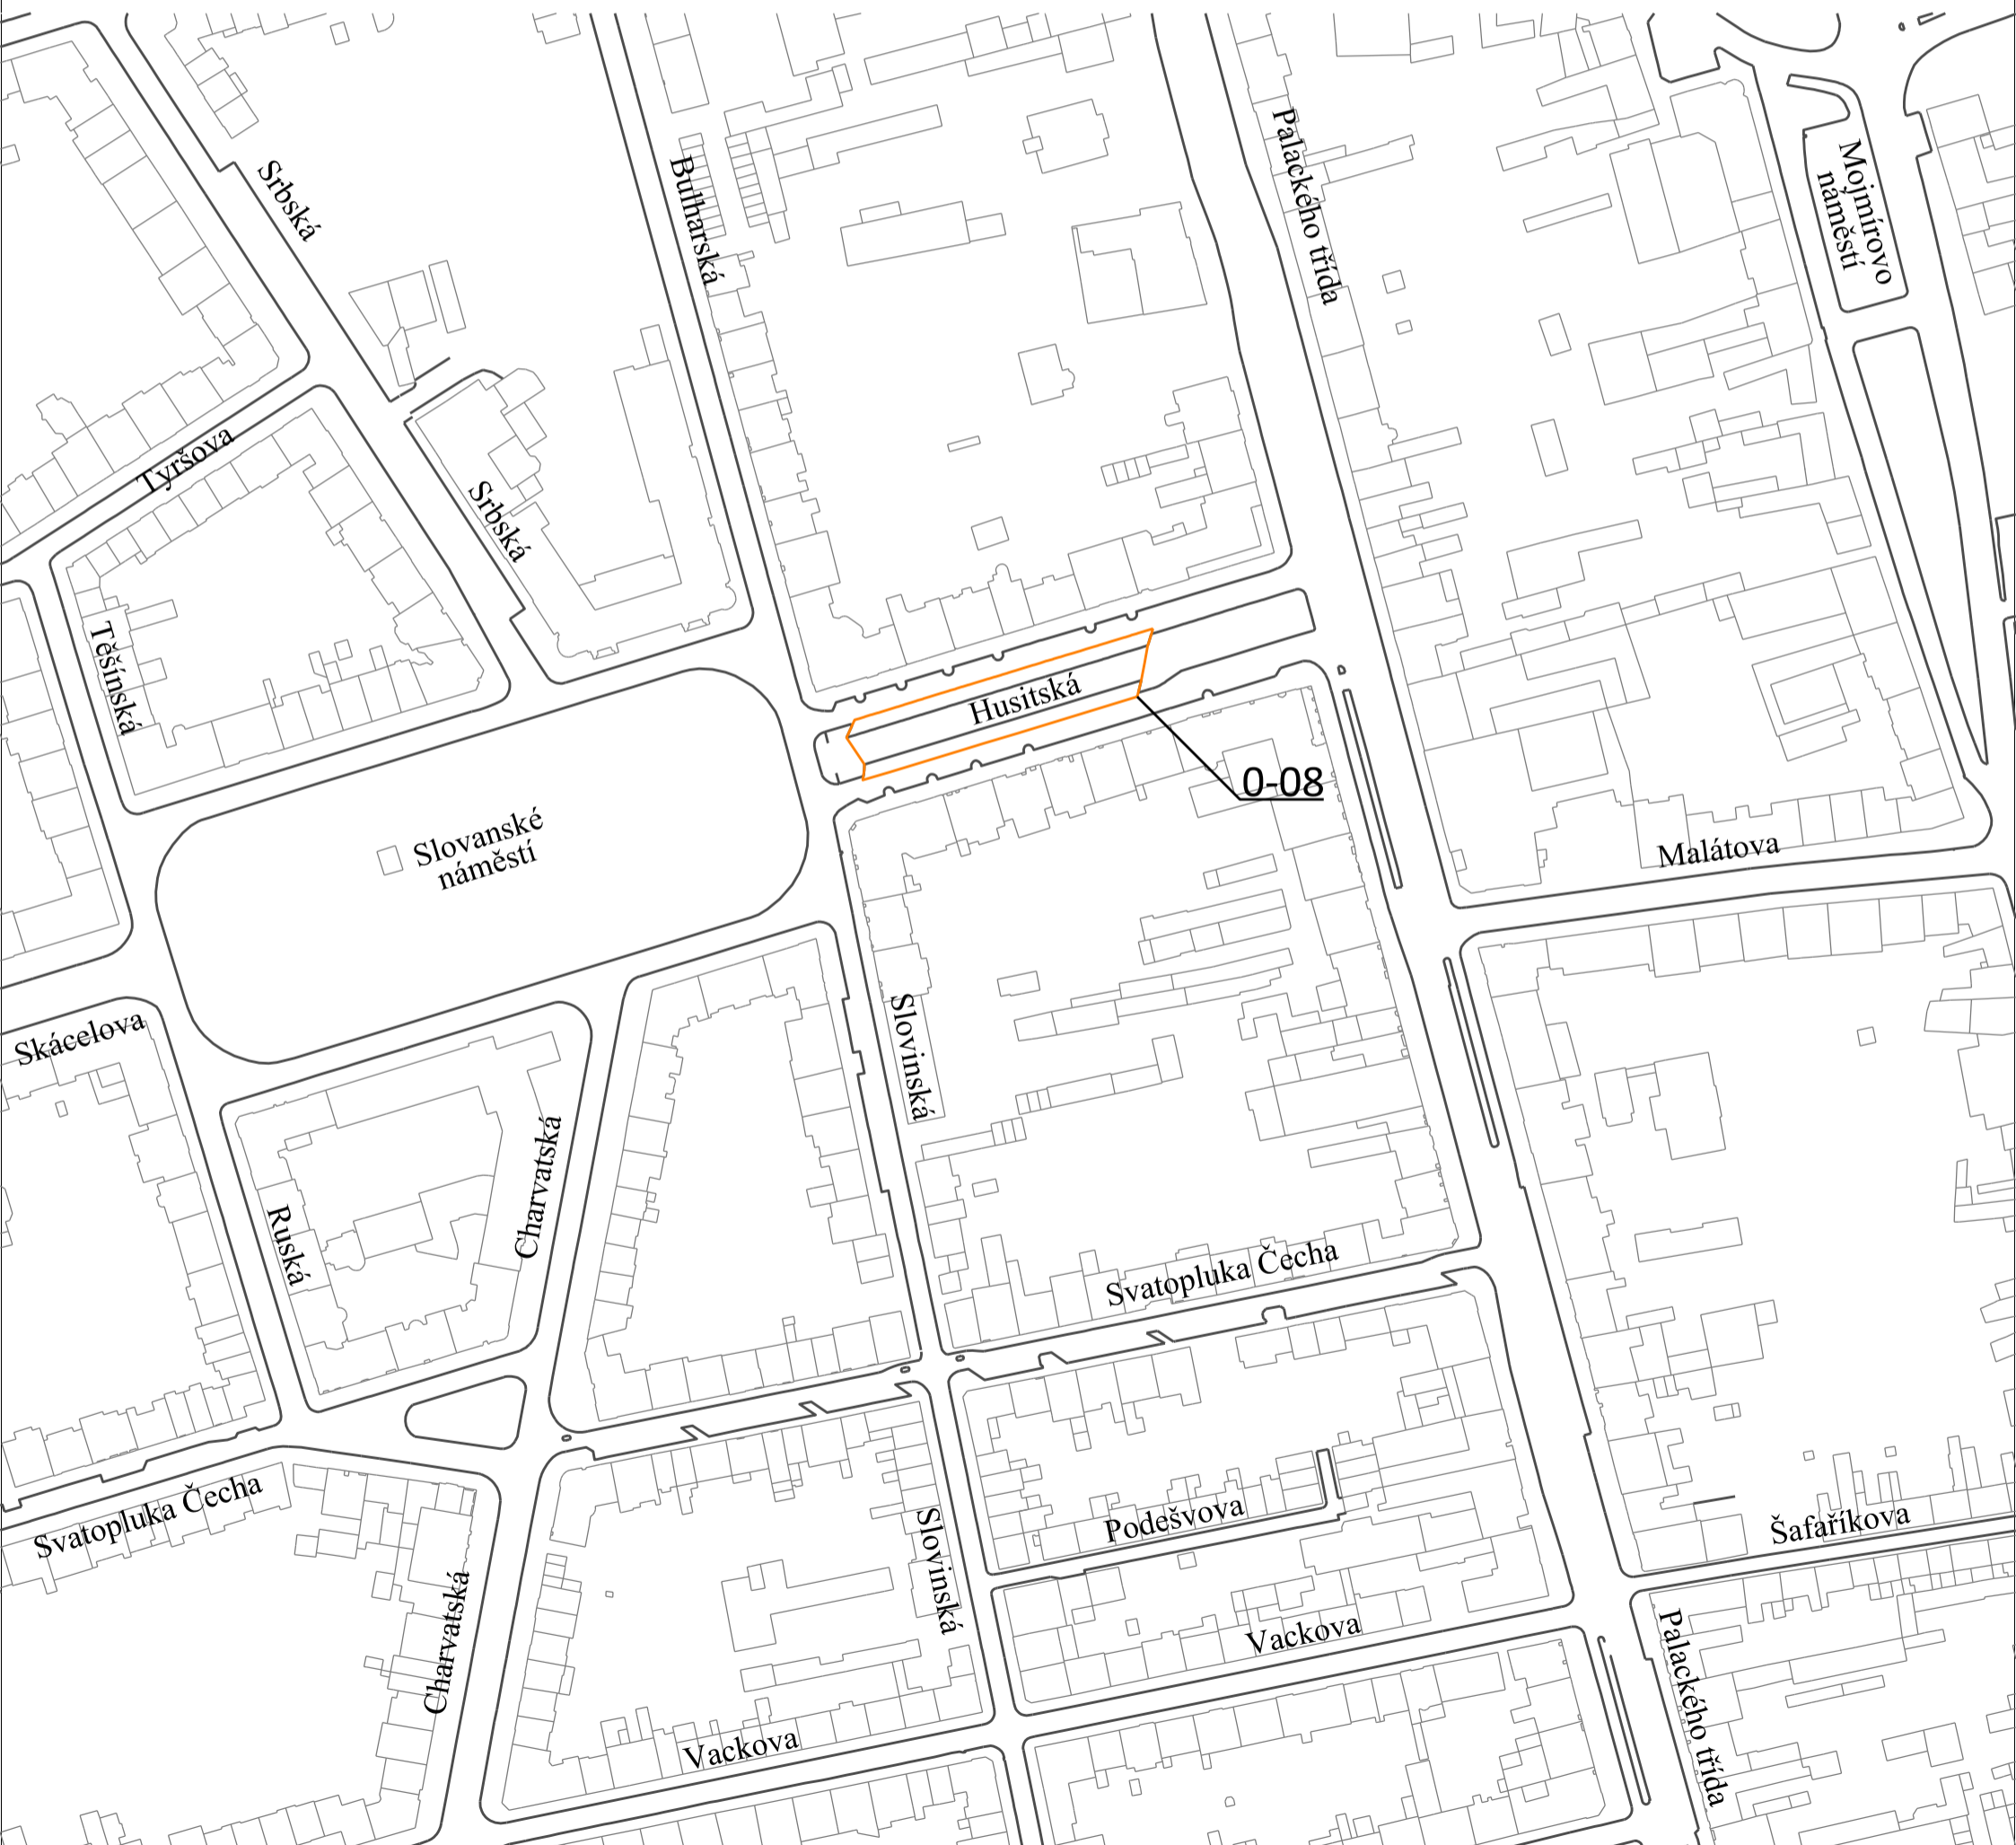 Srbská
Bulharská
Palackého třída
Mojmírovo
náměstí
Tyršova
Srbská
Těšínská
Husitská
0-08
Slovanské
náměstí
Malátova
Skácelova
Slovinská
Charvatská
Ruská
Svatopluka Čecha
Svatopluka Čecha
Podešvova
Šafaříkova
Slovinská
Charvatská
Vackova
Palackého třída
Vackova